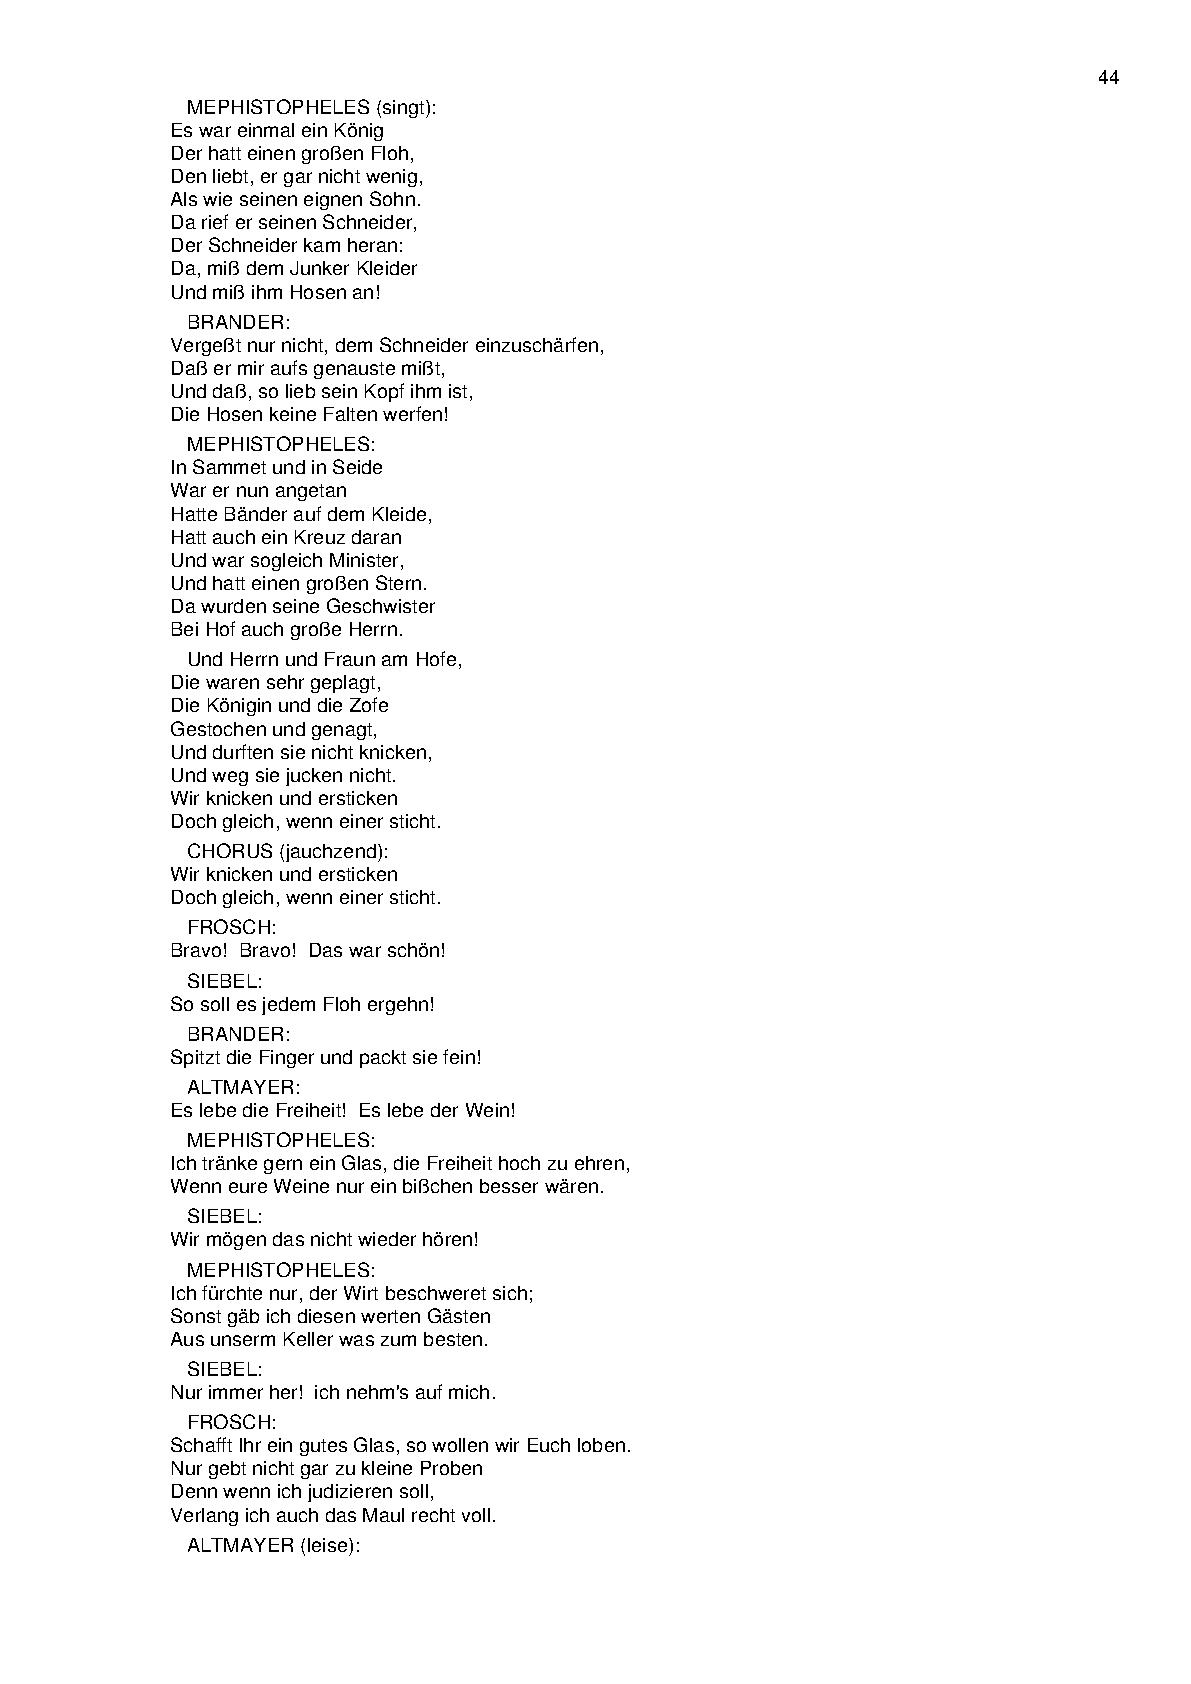 44
MEPHISTOPHELES (singt):
Es war einmal ein König
Der hatt einen großen Floh,
Den liebt, er gar nicht wenig,
Als wie seinen eignen Sohn.
Da rief er seinen Schneider,
Der Schneider kam heran:
Da, miß dem Junker Kleider
Und miß ihm Hosen an!
BRANDER:
Vergeßt nur nicht, dem Schneider einzuschärfen,
Daß er mir aufs genauste mißt,
Und daß, so lieb sein Kopf ihm ist,
Die Hosen keine Falten werfen!
MEPHISTOPHELES:
In Sammet und in Seide
War er nun angetan
Hatte Bänder auf dem Kleide,
Hatt auch ein Kreuz daran
Und war sogleich Minister,
Und hatt einen großen Stern.
Da wurden seine Geschwister
Bei Hof auch große Herrn.
Und Herrn und Fraun am Hofe,
Die waren sehr geplagt,
Die Königin und die Zofe
Gestochen und genagt,
Und durften sie nicht knicken,
Und weg sie jucken nicht.
Wir knicken und ersticken
Doch gleich, wenn einer sticht.
CHORUS (jauchzend):
Wir knicken und ersticken
Doch gleich, wenn einer sticht.
FROSCH:
Bravo!  Bravo!  Das war schön!
SIEBEL:
So soll es jedem Floh ergehn!
BRANDER:
Spitzt die Finger und packt sie fein!
ALTMAYER:
Es lebe die Freiheit!  Es lebe der Wein!
MEPHISTOPHELES:
Ich tränke gern ein Glas, die Freiheit hoch zu ehren,
Wenn eure Weine nur ein bißchen besser wären.
SIEBEL:
Wir mögen das nicht wieder hören!
MEPHISTOPHELES:
Ich fürchte nur, der Wirt beschweret sich;
Sonst gäb ich diesen werten Gästen
Aus unserm Keller was zum besten.
SIEBEL:
Nur immer her!  ich nehm's auf mich.
FROSCH:
Schafft Ihr ein gutes Glas, so wollen wir Euch loben.
Nur gebt nicht gar zu kleine Proben
Denn wenn ich judizieren soll,
Verlang ich auch das Maul recht voll.
ALTMAYER (leise):